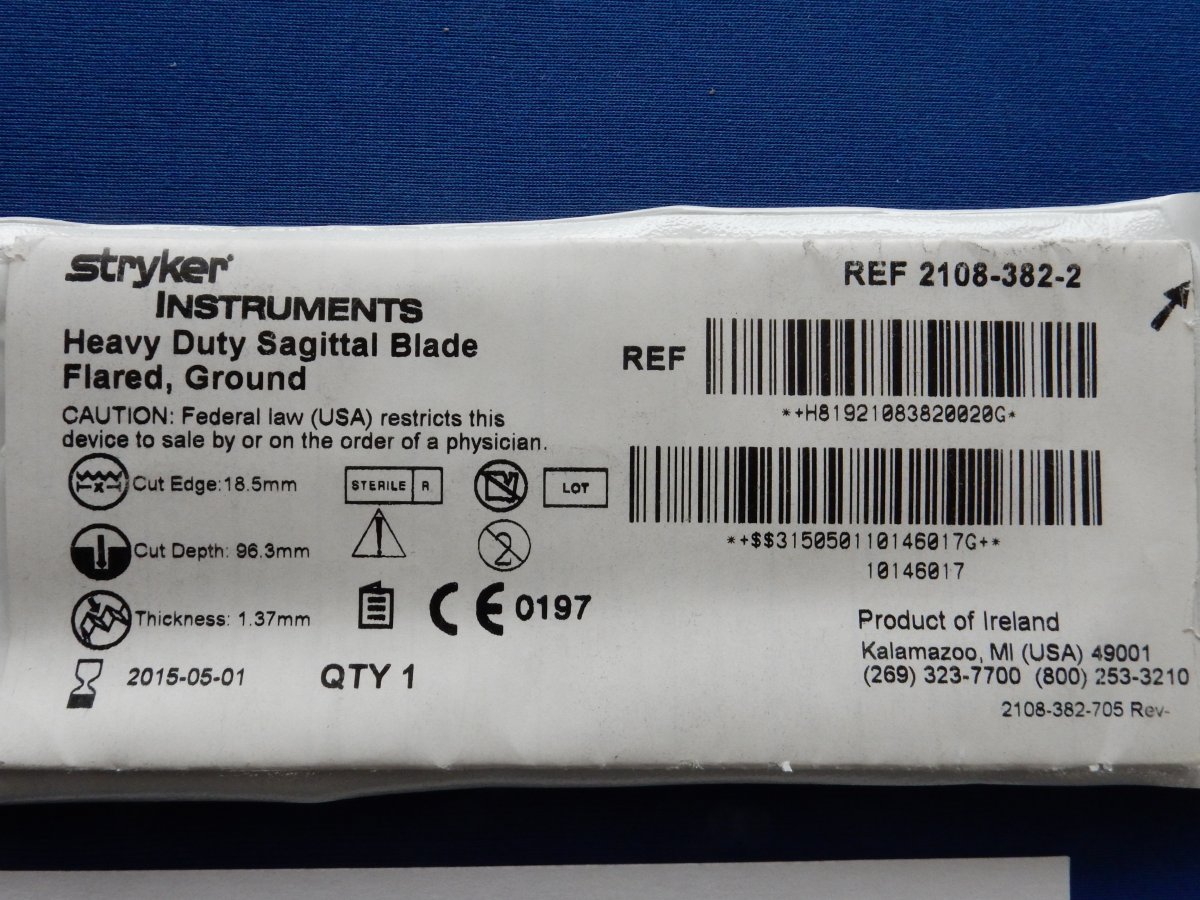 stryker
INSTRUMENTS
Heavy Duty Sagittal Blade
Flared, Ground
CAUTION: Federal law (USA) restricts this
device to sale by or on the order of a physician.
Cut Edge:18.5mm
STERILE R
LOT
Cut Depth: 96.3mm
2
Thickness: 1.37mm
CE 0197
2015-05-01
QTY 1
REF 2108-382-2
REF
*+H81921083820020G*
*+$$315050110146017G+*
10146017
Product of Ireland
Kalamazoo, MI (USA) 49001
(269) 323-7700 (800) 253-3210
2108-382-705 Rev-